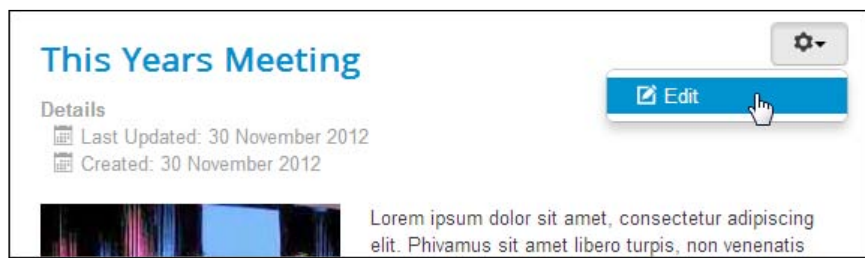 This Years Meeting
Edit
Details
Last Updated: 30 November 2012
Created: 30 November 2012
Lorem ipsum dolor sit amet, consectetur adipiscing
elit. Phivamus sit amet libero turpis, non venenatis